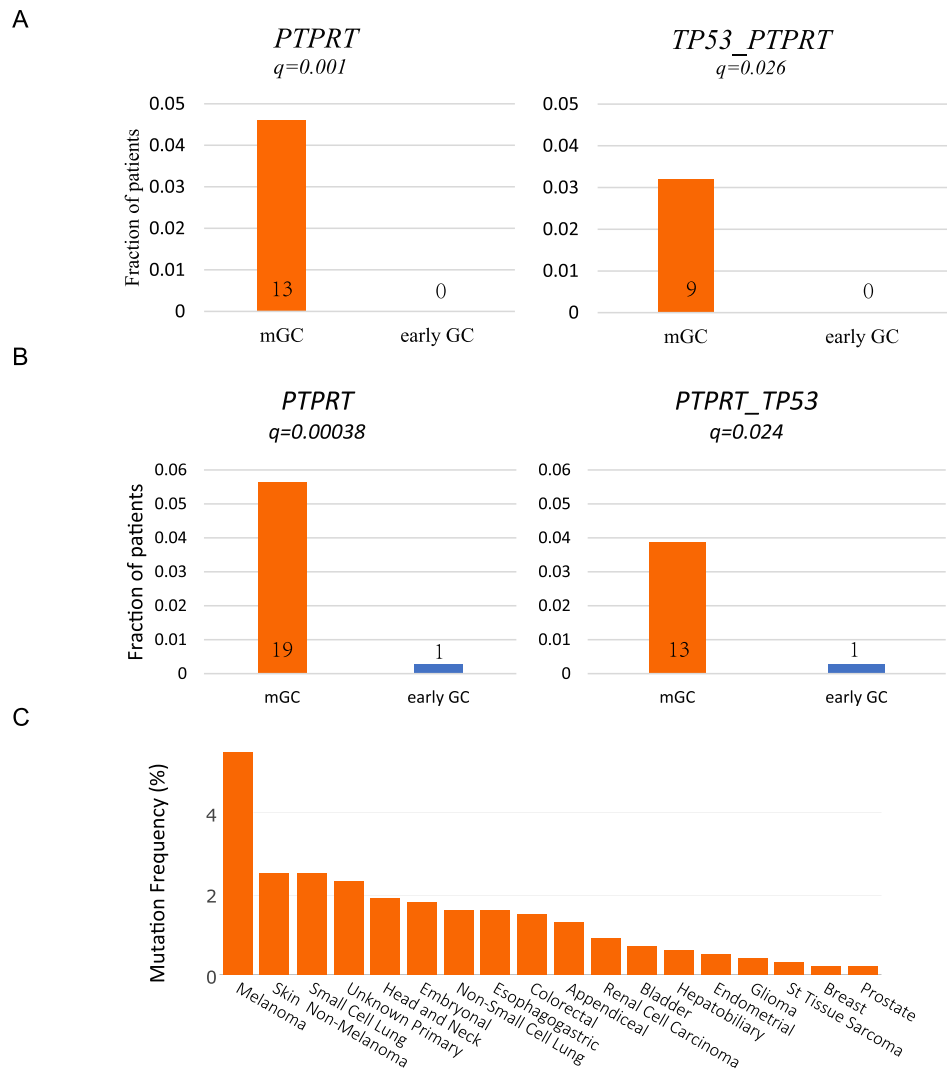 A
PTPRT
q=0.001
TP53_PTPRT
q=0.026
Fraction of patients
0.05
0.04
0.03
0.02
0.01
0
13
0
mGC
early GC
0.05
0.04
0.03
0.02
0.01
0
9
0
mGC
early GC
B
PTPRT
q=0.00038
PTPRT_TP53
q=0.024
Fraction of patients
0.06
0.05
0.04
0.03
0.02
0.01
0
19
1
mGC
early GC
0.06
0.05
0.04
0.03
0.02
0.01
0
13
1
mGC
early GC
C
Mutation Frequency (%)
4
2
0
Melanoma
Skin Non-Melanoma
Small Cell Lung
Unknown Primary
Head and Neck
Embryonal
Non-Small Cell Lung
Esophagogastric
Colorectal
Appendiceal
Renal Cell Carcinoma
Bladder
Hepatobiliary
Endometrial
Glioma
St Tissue Sarcoma
Breast
Prostate